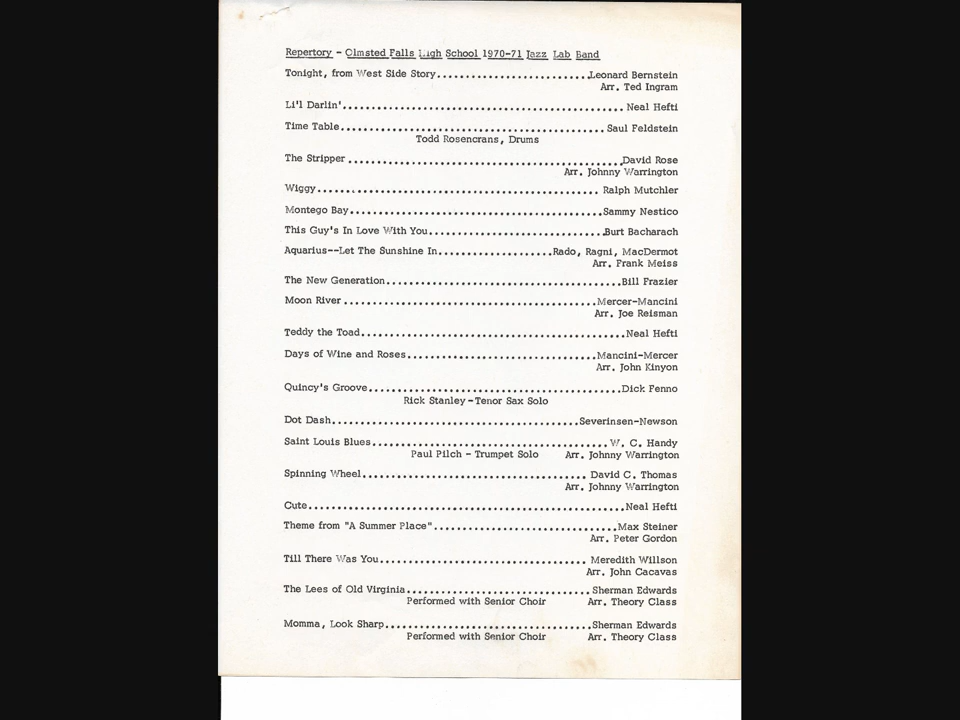 Repertory - Olmsted Falls High School 1970-71 Jazz Lab Band
Tonight, from West Side Story..........................Leonard Bernstein
Arr. Ted Ingram
Li'l Darlin'................................................ Neal Hefti
Time Table............................................. Saul Feldstein
Todd Rosencrans, Drums
The Stripper ...............................................David Rose
Arr. Johnny Warrington
Wiggy................................................ Ralph Mutchler
Montego Bay...........................................Sammy Nestico
This Guy's In Love With You..............................Burt Bacharach
Aquarius--Let The Sunshine In....................Rado, Ragni, MacDermot
Arr. Frank Meiss
The New Generation.........................................Bill Frazier
Moon River ............................................Mercer-Mancini
Arr. Joe Reisman
Teddy the Toad..............................................Neal Hefti
Days of Wine and Roses.................................Mancini-Mercer
Arr. John Kinyon
Quincy's Groove............................................Dick Fenno
Rick Stanley-Tenor Sax Solo
Dot Dash...........................................Severinsen-Newson
Saint Louis Blues......................................... W. C. Handy
Paul Pilch - Trumpet Solo Arr. Johnny Warrington
Spinning Wheel....................................... David C. Thomas
Arr. Johnny Warrington
Cute.......................................................Neal Hefti
Theme from "A Summer Place"................................Max Steiner
Arr. Peter Gordon
Till There Was You.................................... Meredith Willson
Arr. John Cacavas
The Lees of Old Virginia................................ Sherman Edwards
Performed with Senior Choir Arr. Theory Class
Momma, Look Sharp....................................Sherman Edwards
Performed with Senior Choir Arr. Theory Class